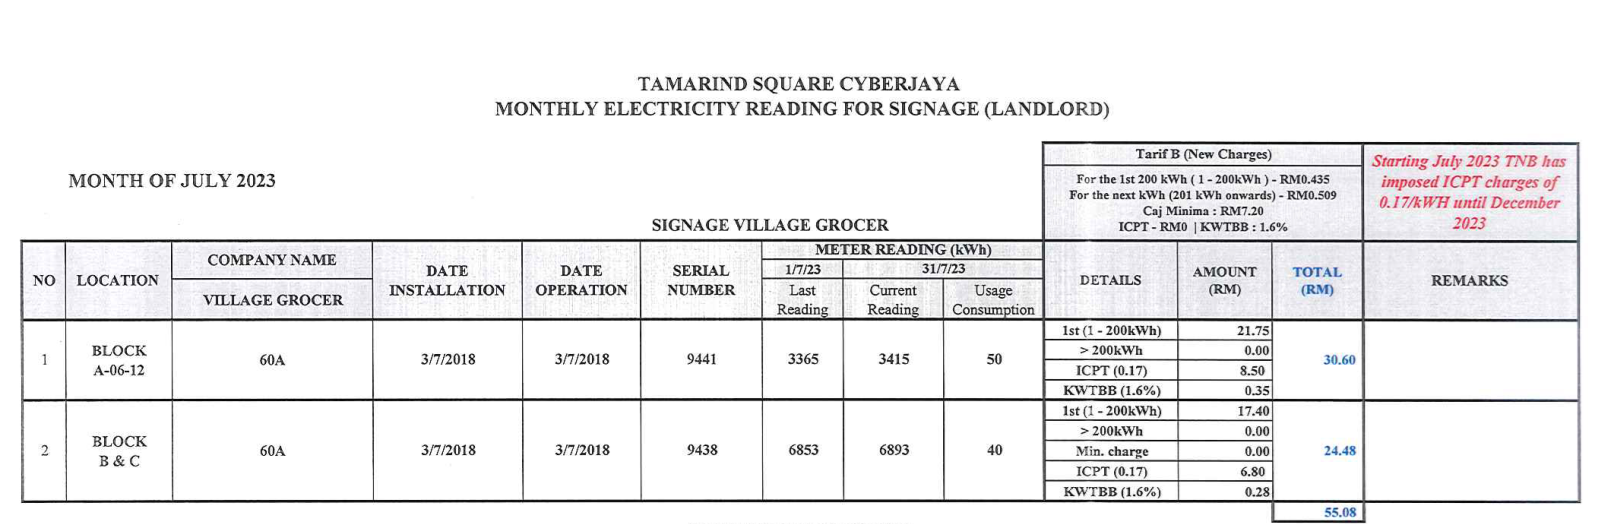 TAMARIND SQUARE CYBERJAYA
MONTHLY ELECTRICITY READING FOR SIGNAGE (LANDLORD)
MONTH OF JULY 2023
SIGNAGE VILLAGE GROCER
Tarif B (New Charges)
For the 1st 200 kWh ( 1 - 200kWh ) - RM0.435
For the next kWh (201 kWh onwards) - RM0.509
Caj Minima : RM7.20
ICPT - RM0 | KWTBB : 1.6%
Starting July 2023 TNB has
imposed ICPT charges of
0.17/kWH until December
2023
NO
LOCATION
COMPANY NAME
VILLAGE GROCER
DATE
INSTALLATION
DATE
OPERATION
SERIAL
NUMBER
METER READING (kWh)
1/7/23
31/7/23
Last
Reading
Current
Reading
Usage
Consumption
DETAILS
AMOUNT
(RM)
TOTAL
(RM)
REMARKS
1
BLOCK
A-06-12
60A
3/7/2018
3/7/2018
9441
3365
3415
50
1st (1 - 200kWh) 21.75
> 200kWh 0.00
ICPT (0.17) 8.50
KWTBB (1.6%) 0.35
30.60
2
BLOCK
B & C
60A
3/7/2018
3/7/2018
9438
6853
6893
40
1st (1 - 200kWh) 17.40
> 200kWh 0.00
Min. charge 0.00
ICPT (0.17) 6.80
KWTBB (1.6%) 0.28
24.48
55.08